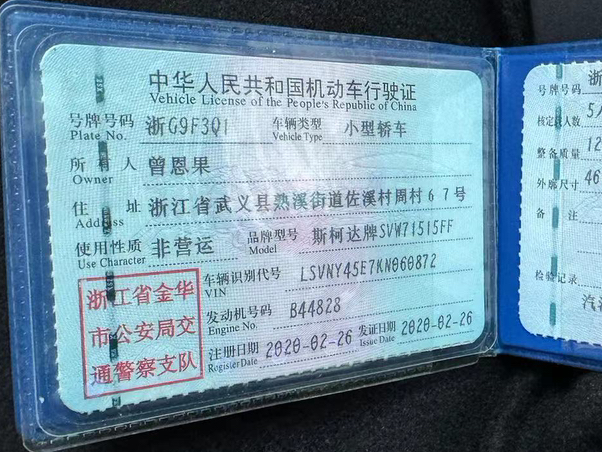 中华人民共和国机动车行驶证
Vehicle License of the People's Republic of China
号牌号码 浙G9F3Q1 车辆类型 小型轿车
Plate No. Vehicle Type
所有人 曾恩果
Owner
住址 浙江省武义县熟溪街道佐溪村周村67号
Address
使用性质 非营运 品牌型号 斯柯达牌SVW71515FF
Use Character Model
浙江省金华
市公安局交
通警察支队
车辆识别代号 LSVNY45E7KN060872
VIN
发动机号码 B44828
Engine No.
注册日期 2020-02-26 发证日期 2020-02-26
Register Date Issue Date
号牌号码
核定载人数 5人
整备质量 12
外廓尺寸 46
备注
检验记录